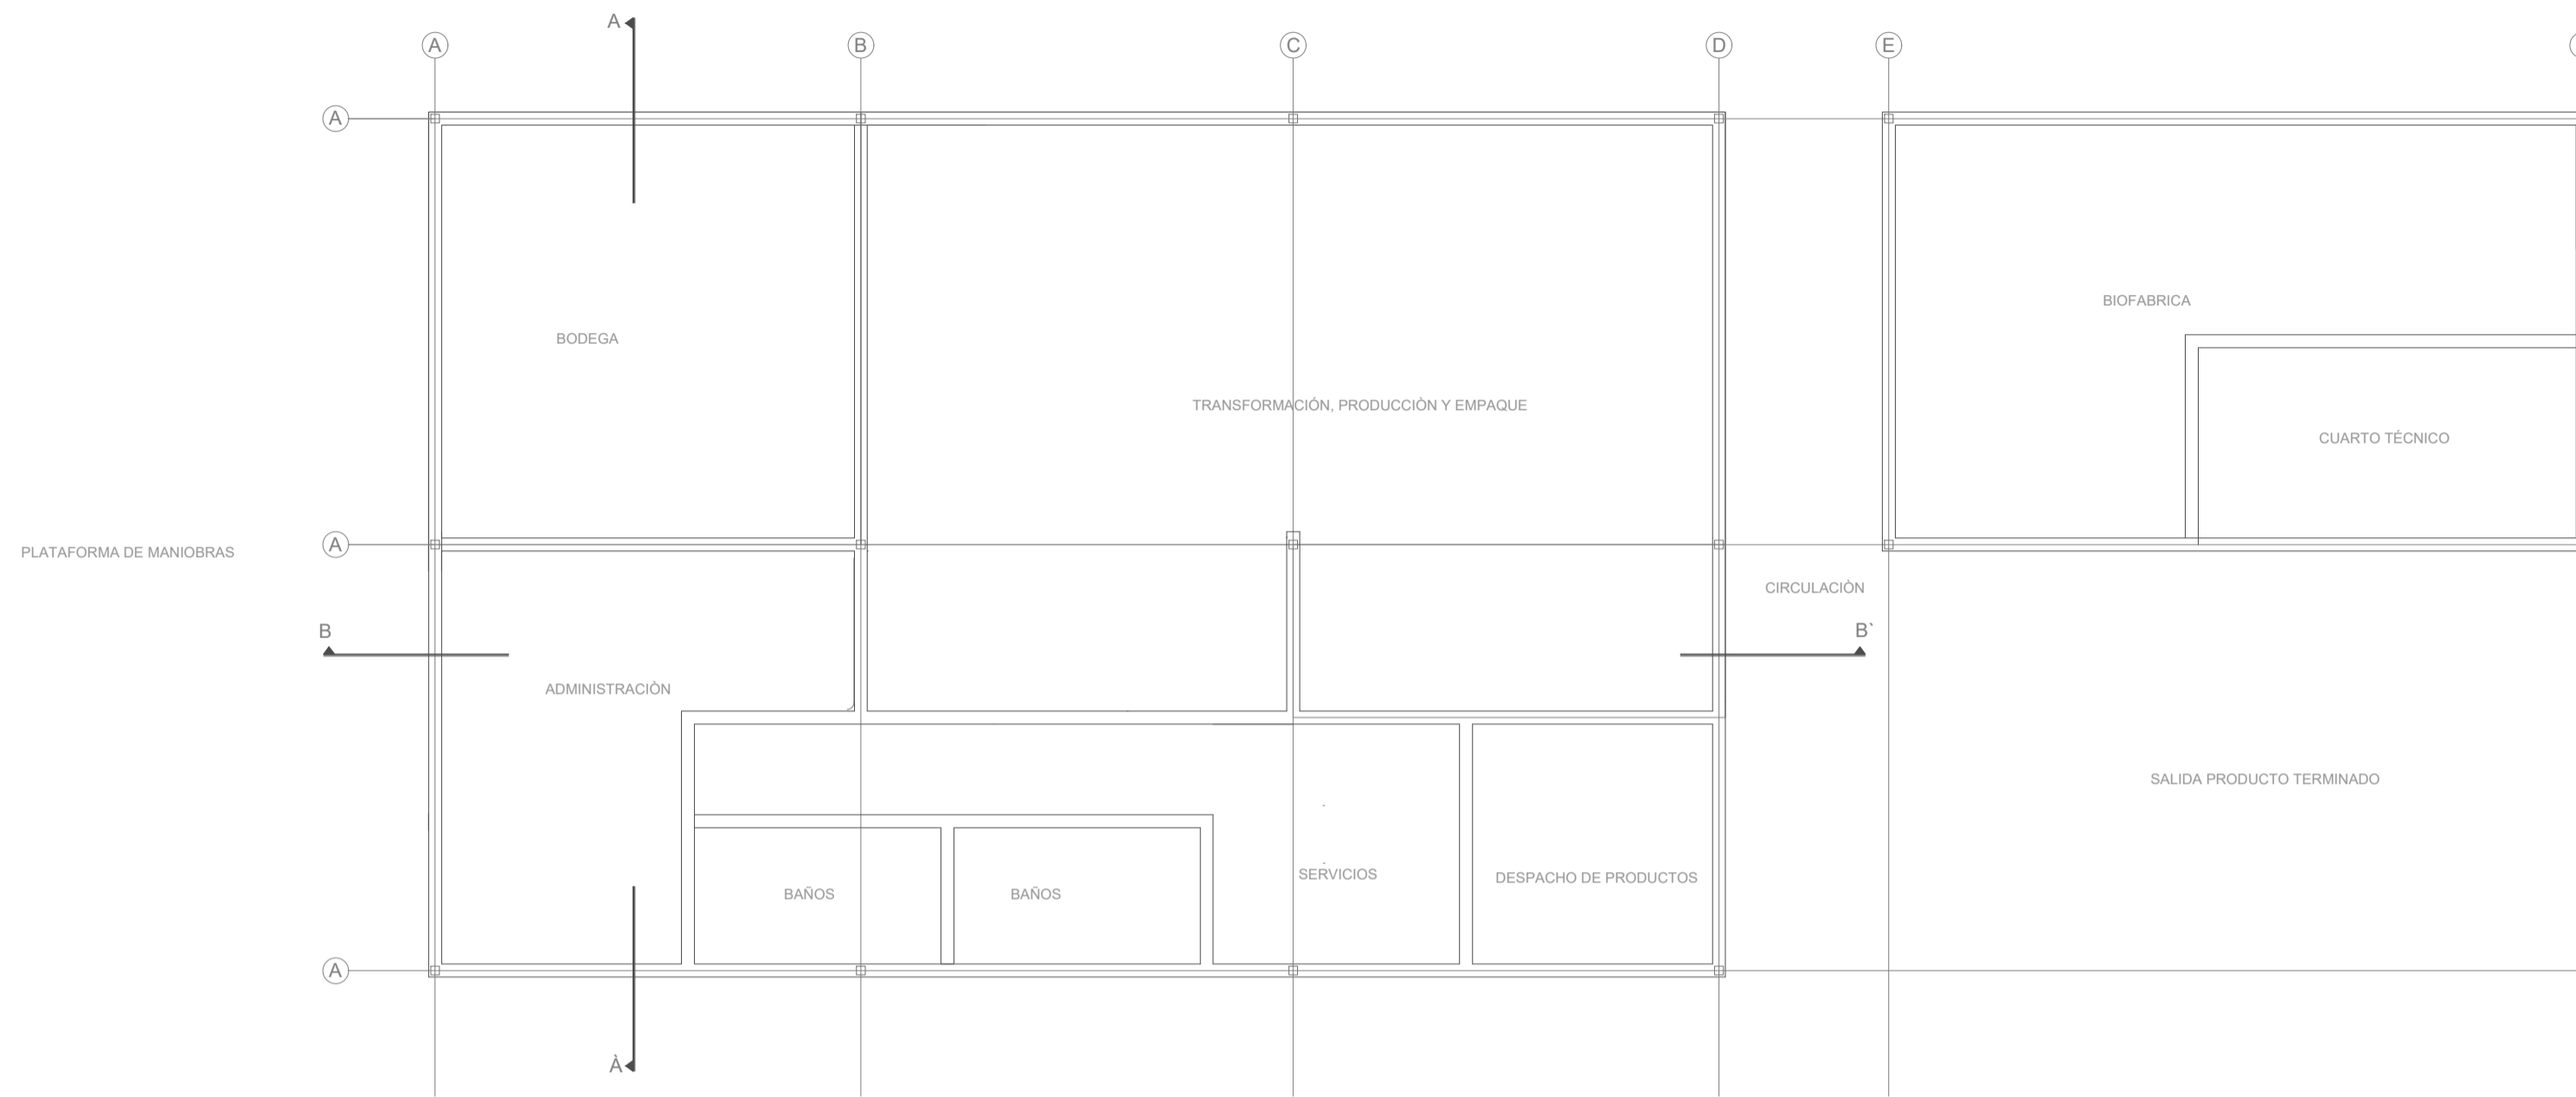 A
A
B
C
D
E
A
BIOFABRICA
BODEGA
TRANSFORMACIÓN, PRODUCCIÒN Y EMPAQUE
CUARTO TÉCNICO
A
PLATAFORMA DE MANIOBRAS
CIRCULACIÒN
B
B`
ADMINISTRACIÒN
SALIDA PRODUCTO TERMINADO
SERVICIOS
DESPACHO DE PRODUCTOS
BAÑOS
BAÑOS
A
À